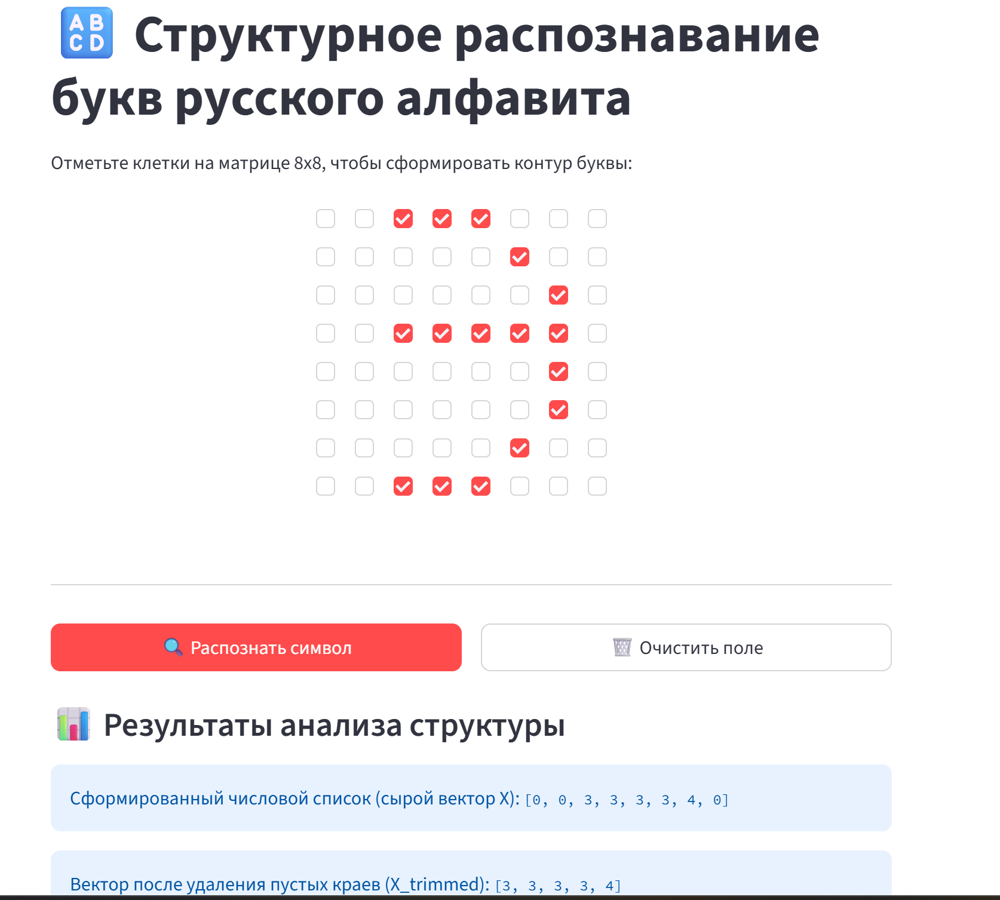 ABCD Структурное распознавание
букв русского алфавита
Отметьте клетки на матрице 8x8, чтобы сформировать контур буквы:
Распознать символ
Очистить поле
Результаты анализа структуры
Сформированный числовой список (сырой вектор X): [0, 0, 3, 3, 3, 3, 4, 0]
Вектор после удаления пустых краев (X_trimmed): [3, 3, 3, 3, 4]